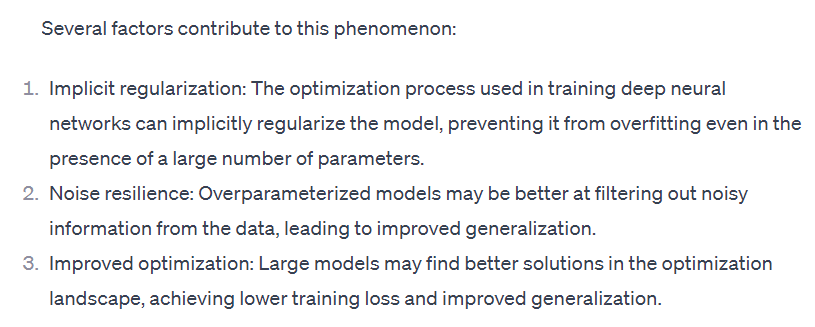 Several factors contribute to this phenomenon:
1. Implicit regularization: The optimization process used in training deep neural
networks can implicitly regularize the model, preventing it from overfitting even in the
presence of a large number of parameters.
2. Noise resilience: Overparameterized models may be better at filtering out noisy
information from the data, leading to improved generalization.
3. Improved optimization: Large models may find better solutions in the optimization
landscape, achieving lower training loss and improved generalization.